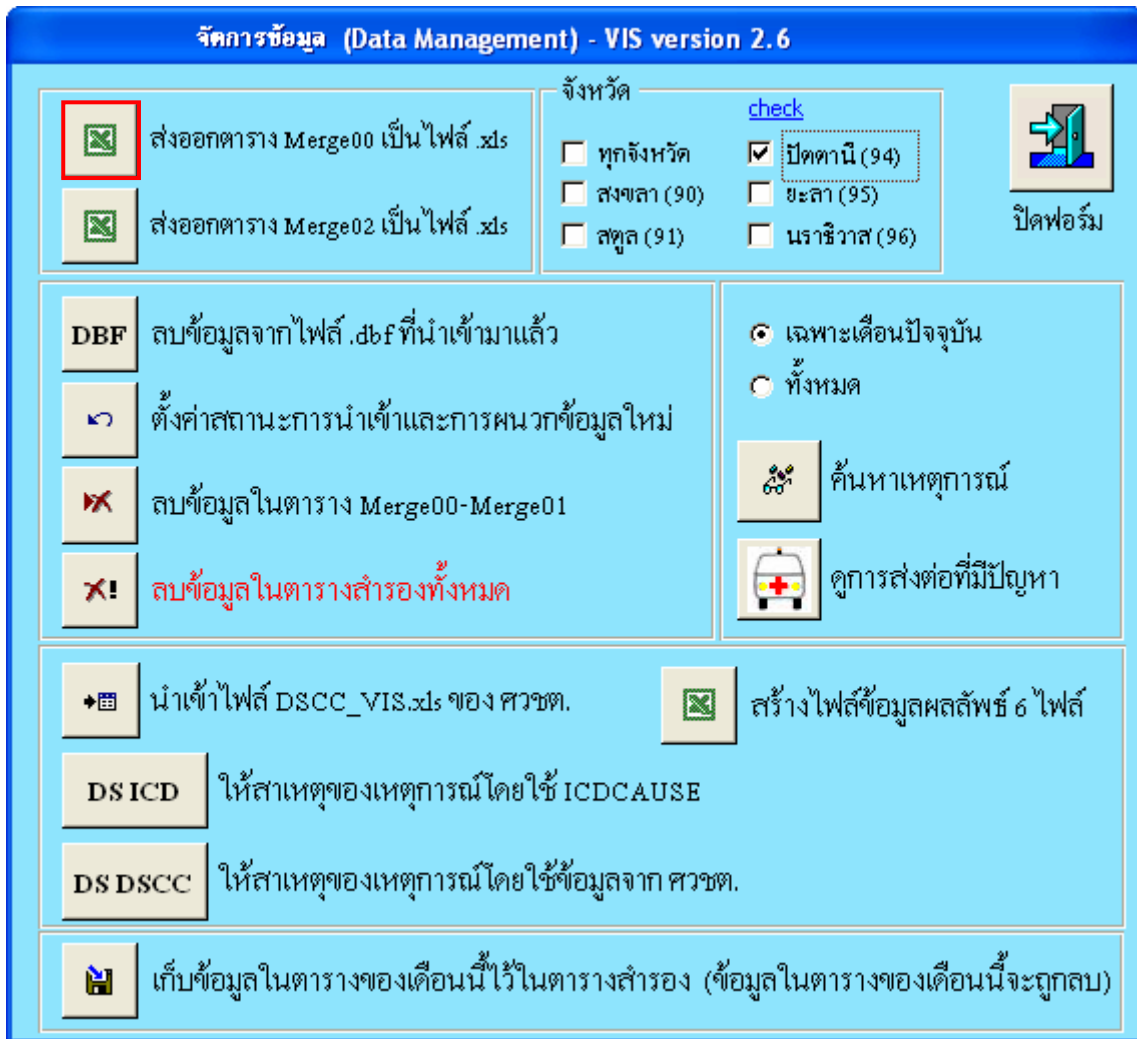 จัดการข้อมูล (Data Management) - VIS version 2.6
ส่งออกตาราง Merge00 เป็นไฟล์ .xls
ส่งออกตาราง Merge02 เป็นไฟล์ .xls
จังหวัด
check
ทุกจังหวัด
ปัตตานี (94)
สงขลา (90)
ยะลา (95)
สตูล (91)
นราธิวาส (96)
ปิดฟอร์ม
DBF ลบข้อมูลจากไฟล์ .dbf ที่นำเข้ามาแล้ว
ตั้งค่าสถานะการนำเข้าและการผนวกข้อมูลใหม่
ลบข้อมูลในตาราง Merge00-Merge01
ลบข้อมูลในตารางสำรองทั้งหมด
เฉพาะเดือนปัจจุบัน
ทั้งหมด
ค้นหาเหตุการณ์
ดูการส่งต่อที่มีปัญหา
นำเข้าไฟล์ DSCC_VIS.xls ของ ศวชต.
สร้างไฟล์ข้อมูลผลลัพธ์ 6 ไฟล์
DS ICD ให้สาเหตุของเหตุการณ์โดยใช้ ICDCAUSE
DS DSCC ให้สาเหตุของเหตุการณ์โดยใช้ข้อมูลจาก ศวชต.
เก็บข้อมูลในตารางของเดือนนี้ไว้ในตารางสำรอง (ข้อมูลในตารางของเดือนนี้จะถูกลบ)